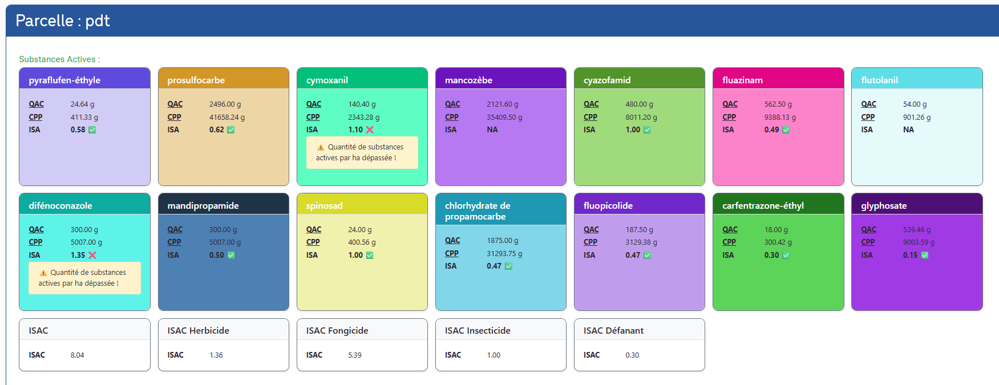 Parcelle : pdt
Substances Actives :
pyraflufen-éthyle
QAC 24.64 g
CPP 411.33 g
ISA 0.58 ✅
prosulfocarbe
QAC 2496.00 g
CPP 41658.24 g
ISA 0.62 ✅
cymoxanil
QAC 140.40 g
CPP 2343.28 g
ISA 1.10 ❌
⚠️ Quantité de substances
actives par ha dépassée !
mancozèbe
QAC 2121.60 g
CPP 35409.50 g
ISA NA
cyazofamid
QAC 480.00 g
CPP 8011.20 g
ISA 1.00 ✅
fluazinam
QAC 562.50 g
CPP 9388.13 g
ISA 0.49 ✅
flutolanil
QAC 54.00 g
CPP 901.26 g
ISA NA
difénoconazole
QAC 300.00 g
CPP 5007.00 g
ISA 1.35 ❌
⚠️ Quantité de substances
actives par ha dépassée !
mandipropamide
QAC 300.00 g
CPP 5007.00 g
ISA 0.50 ✅
spinosad
QAC 24.00 g
CPP 400.56 g
ISA 1.00 ✅
chlorhydrate de
propamocarbe
QAC 1875.00 g
CPP 31293.75 g
ISA 0.47 ✅
fluopicolide
QAC 187.50 g
CPP 3129.38 g
ISA 0.47 ✅
carfentrazone-éthyl
QAC 18.00 g
CPP 300.42 g
ISA 0.30 ✅
glyphosate
QAC 539.46 g
CPP 9003.59 g
ISA 0.15 ✅
ISAC
ISAC 8.04
ISAC Herbicide
ISAC 1.36
ISAC Fongicide
ISAC 5.39
ISAC Insecticide
ISAC 1.00
ISAC Défanant
ISAC 0.30